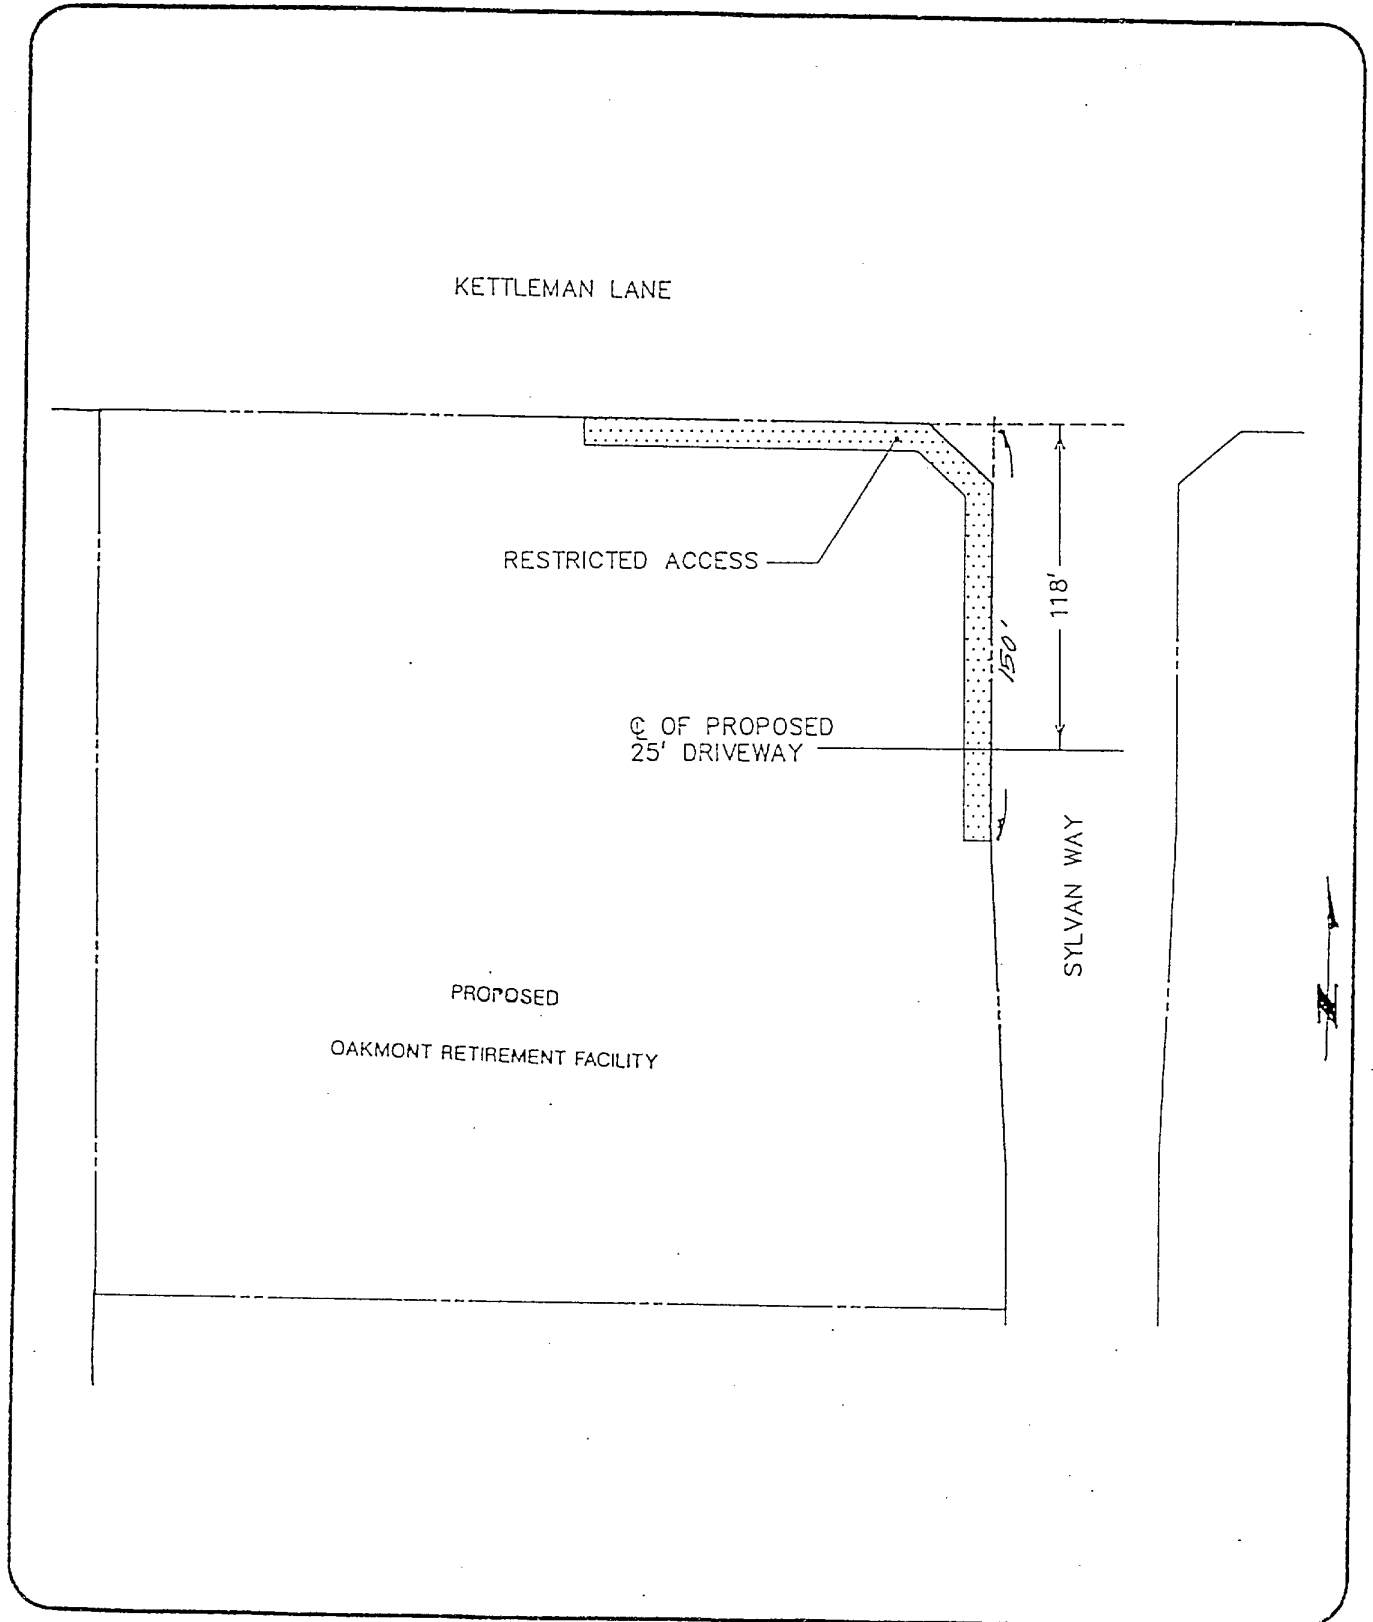 KETTLEMAN LANE
RESTRICTED ACCESS
118'
150'
℄ OF PROPOSED
25' DRIVEWAY
SYLVAN WAY
PROPOSED
OAKMONT RETIREMENT FACILITY
N